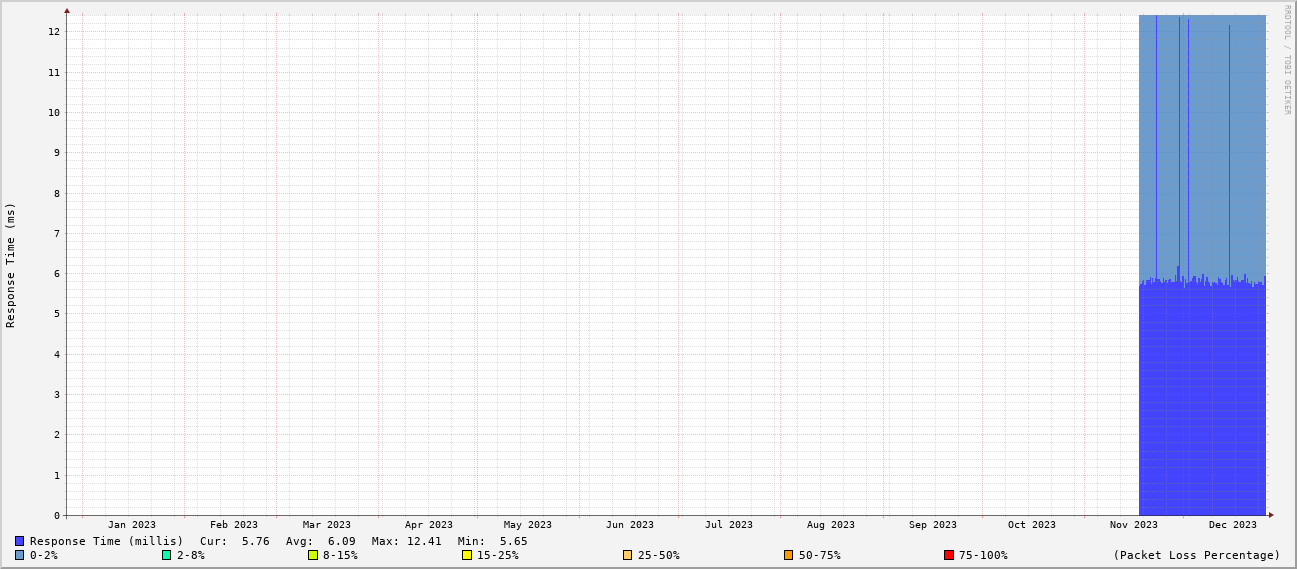 RRDTOOL / TOBI OETIKER
Response Time (ms)
12
11
10
9
8
7
6
5
4
3
2
1
0
Jan 2023 Feb 2023 Mar 2023 Apr 2023 May 2023 Jun 2023 Jul 2023 Aug 2023 Sep 2023 Oct 2023 Nov 2023 Dec 2023
Response Time (millis) Cur: 5.76 Avg: 6.09 Max: 12.41 Min: 5.65
0-2% 2-8% 8-15% 15-25% 25-50% 50-75% 75-100% (Packet Loss Percentage)